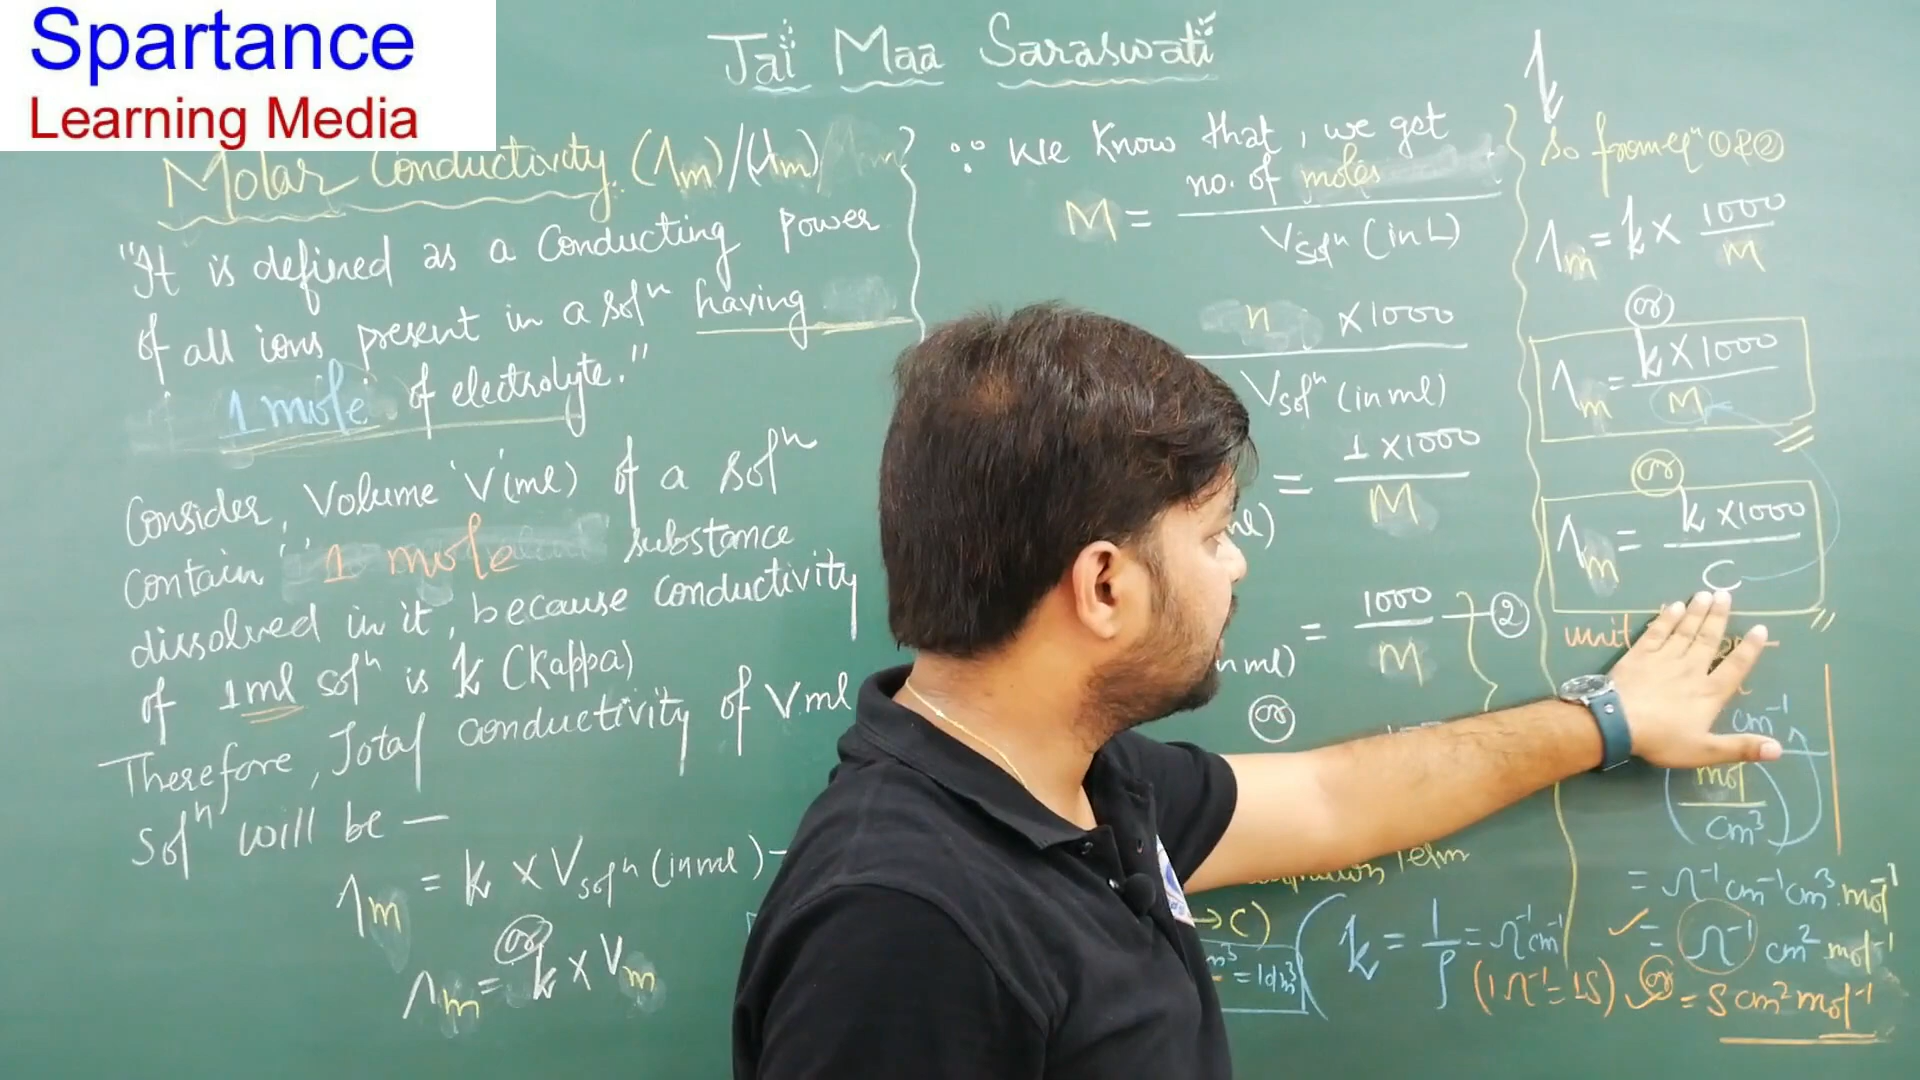 Spartance
Learning Media
Jai Maa Saraswati
Molar Conductivity (Λm)/(λm)
"It is defined as a conducting power
of all ions present in a solⁿ having
1 mole of electrolyte."
Consider, Volume 'V'(ml) of a solⁿ
contain 1 mole substance
dissolved in it, because conductivity
of 1ml solⁿ is k (Kappa)
Therefore, Total conductivity of V ml
solⁿ will be —
Λm = k × Vsolⁿ (in ml) -
or
Λm = k × Vm
∵ We Know that, we get
M = no. of moles / Vsolⁿ (in L)
n × 1000 / Vsolⁿ (in ml)
= 1 × 1000 / M
ml)
n ml) = 1000 / M — ②
or
Term
→ C)
= 1dm³
k = 1/ρ = Ω⁻¹cm⁻¹
(1Ω⁻¹ = 1S)
k
So from eqⁿ ① & ②
Λm = k × 1000 / M
or
Λm = k × 1000 / M
or
Λm = k × 1000 / C
unit
cm⁻¹
mol
cm³
= Ω⁻¹ cm⁻¹ cm³ . mol⁻¹
= Ω⁻¹ cm² mol⁻¹
or = S cm² mol⁻¹